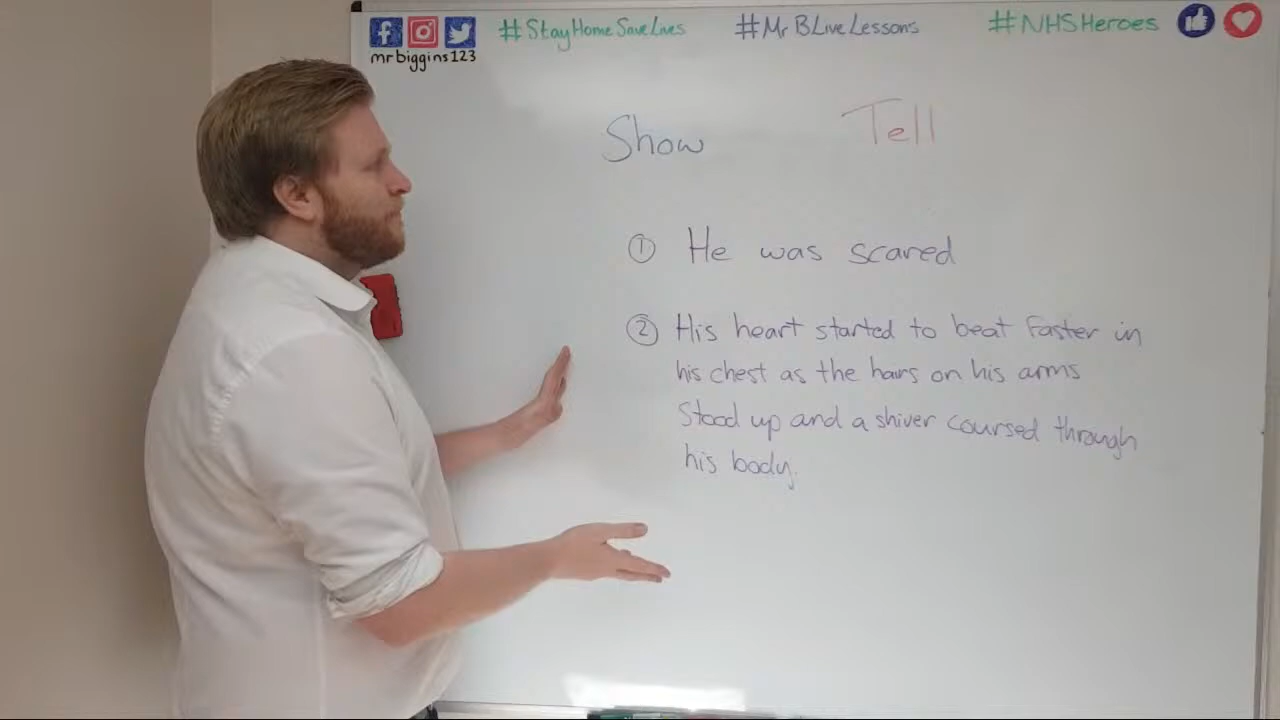 #StayHomeSaveLives #MrBLiveLessons #NHSHeroes
mrbiggins123
Show Tell
① He was scared
② His heart started to beat faster in
his chest as the hairs on his arms
Stood up and a shiver coursed through
his body.